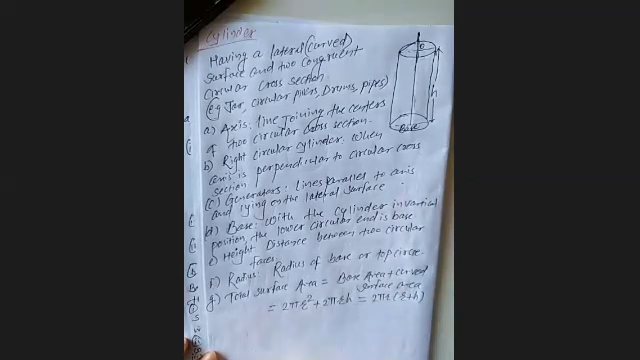 Cylinder
Having a lateral (curved)
surface and two congruent
circular cross section.
(eg Jar, circular pillers, Drums, pipes)
a) Axis: line joining the centers
of two circular cross section.
b) Right circular cylinder: when
axis is perpendicular to circular cross
section
(c) Generators: Lines parallel to axis
and lying on the lateral surface
d) Base: With the cylinder in vartical
position, the lower circular end is base
e) Height: Distance between two circular
faces.
f) Radius: Radius of base or top circle.
g) Total surface Area = Base Area + curved
surface area
= 2πr² + 2πrh = 2πr (r+h)
h
Base